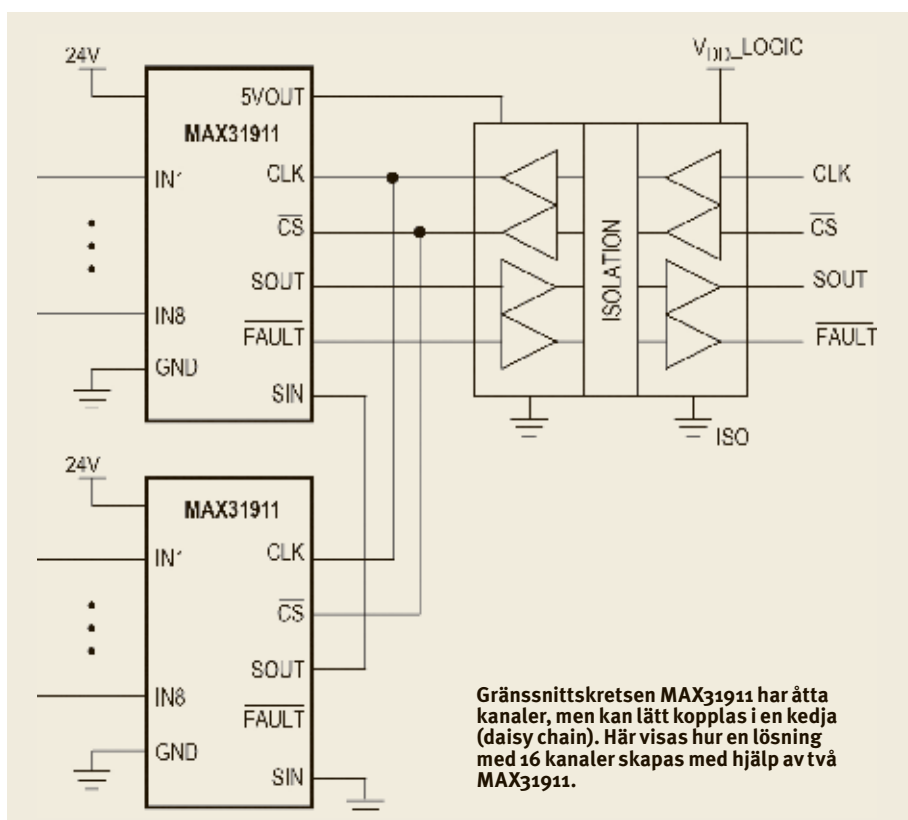 24V
5VOUT
MAX31911
IN1
CLK
CS
SOUT
IN8
FAULT
GND
SIN
V_DD_LOGIC
ISOLATION
CLK
CS
SOUT
FAULT
ISO
24V
MAX31911
IN1
CLK
CS
SOUT
IN8
FAULT
GND
SIN
Gränssnittskretsen MAX31911 har åtta
kanaler, men kan lätt kopplas i en kedja
(daisy chain). Här visas hur en lösning
med 16 kanaler skapas med hjälp av två
MAX31911.